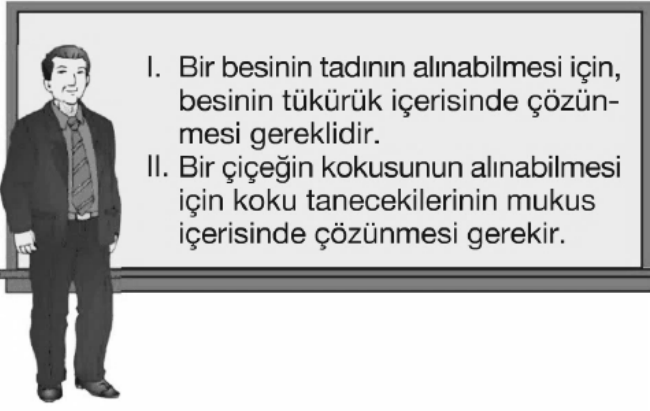 I. Bir besinin tadının alınabilmesi için,
besinin tükürük içerisinde çözün-
mesi gereklidir.
II. Bir çiçeğin kokusunun alınabilmesi
için koku tanecekilerinin mukus
içerisinde çözünmesi gerekir.